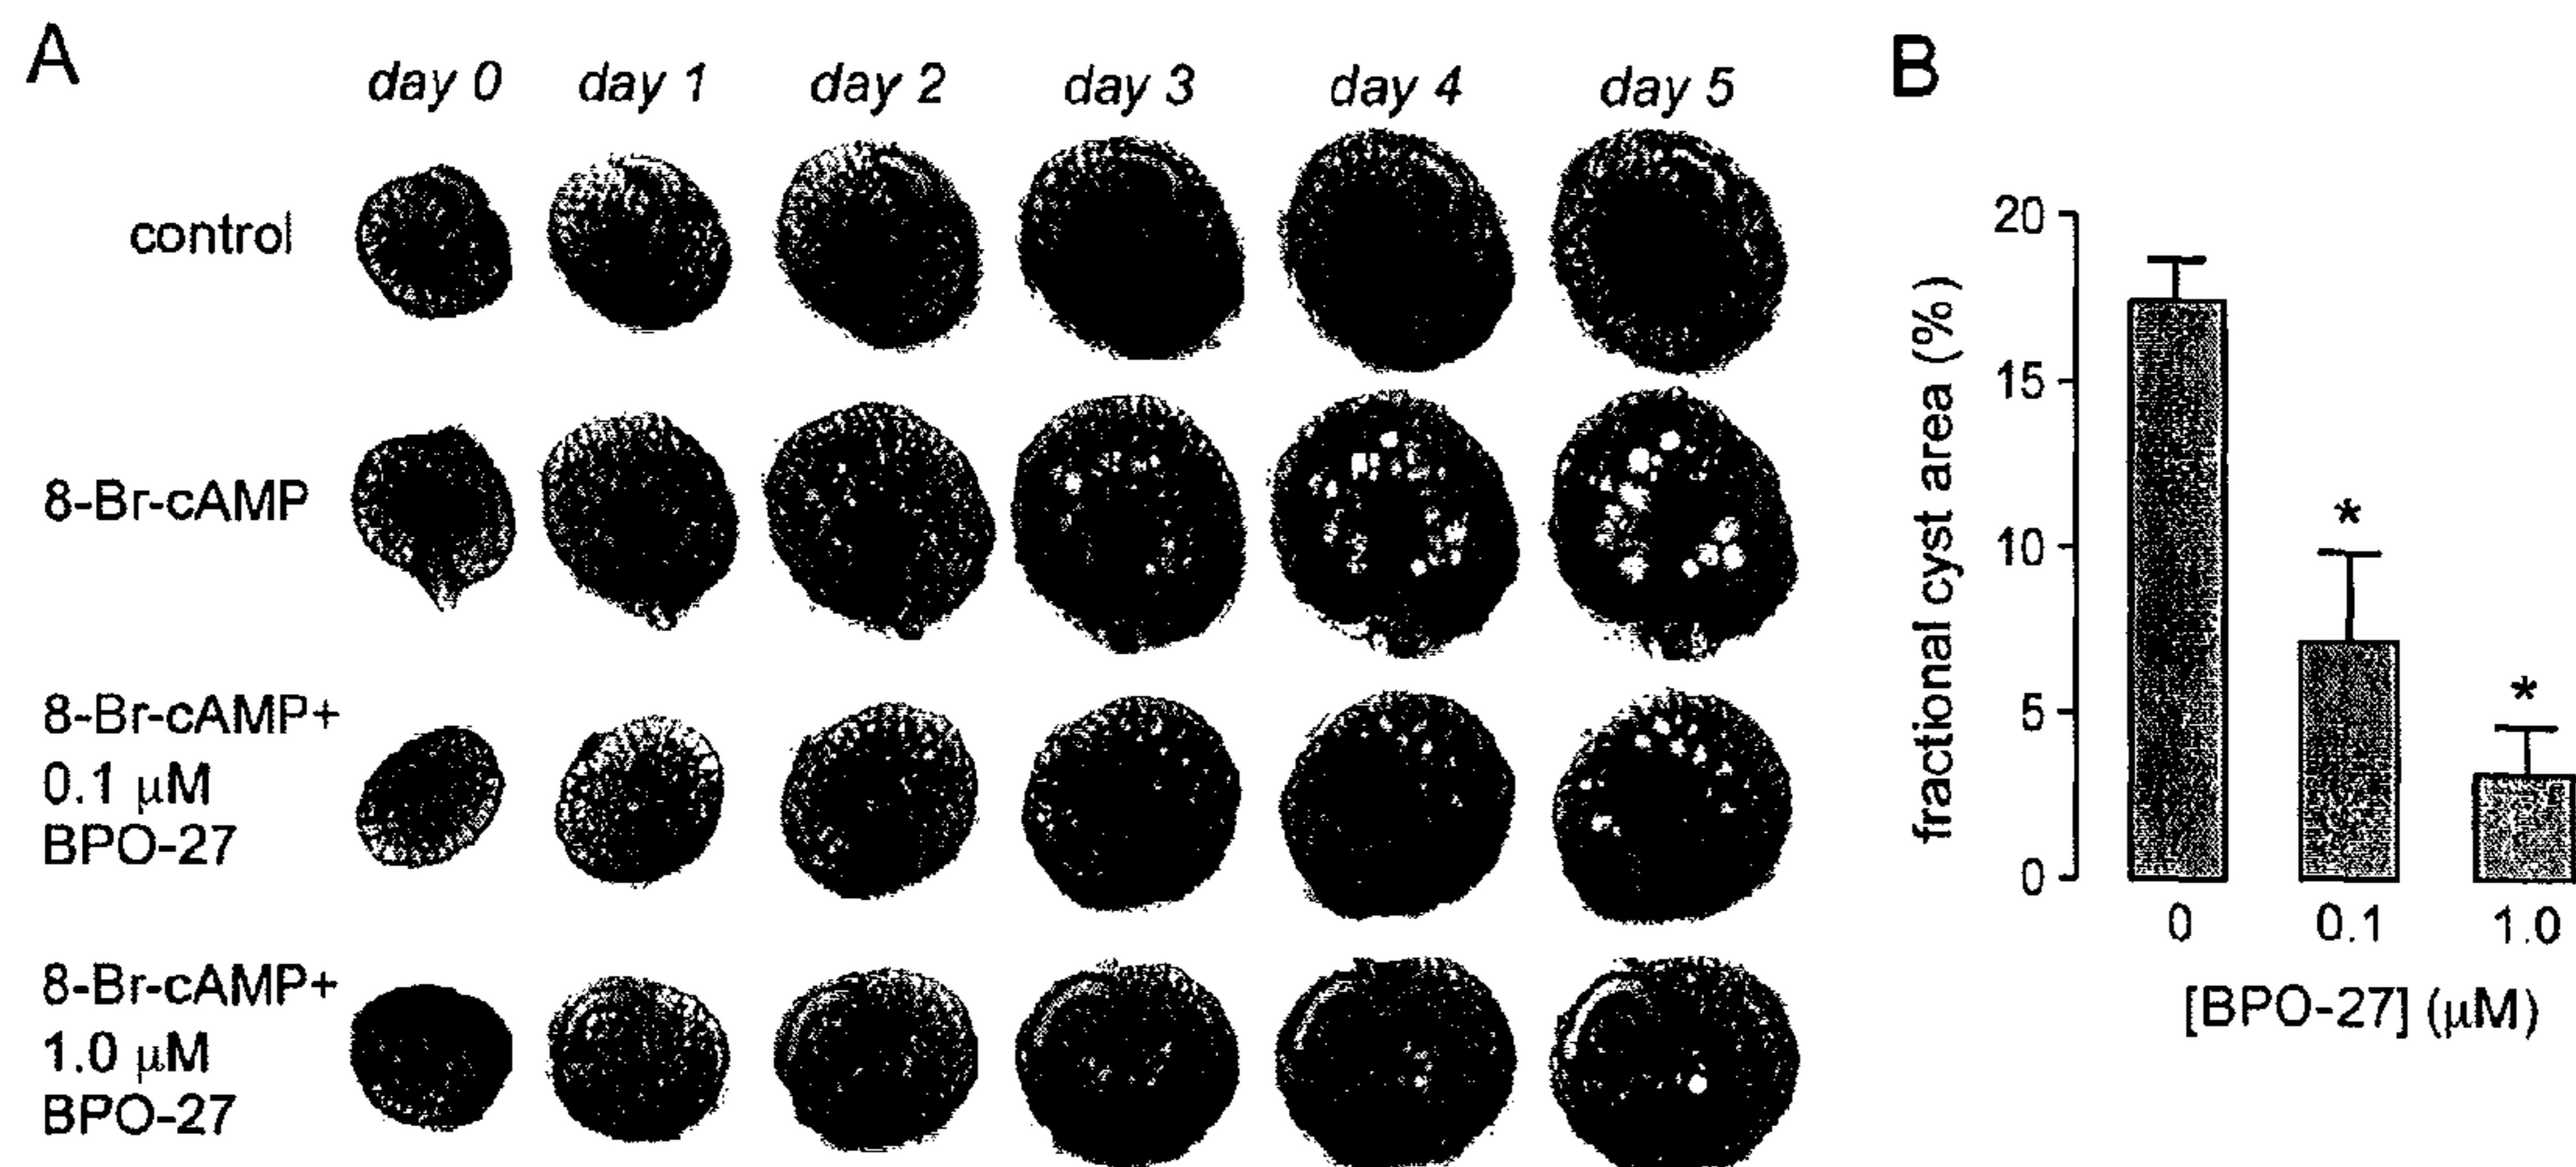 A
day 0 day 1 day 2 day 3 day 4 day 5
control
8-Br-cAMP
8-Br-cAMP+
0.1 μM
BPO-27
8-Br-cAMP+
1.0 μM
BPO-27
B
fractional cyst area (%)
20
15
10
5
0
*
*
0 0.1 1.0
[BPO-27] (μM)